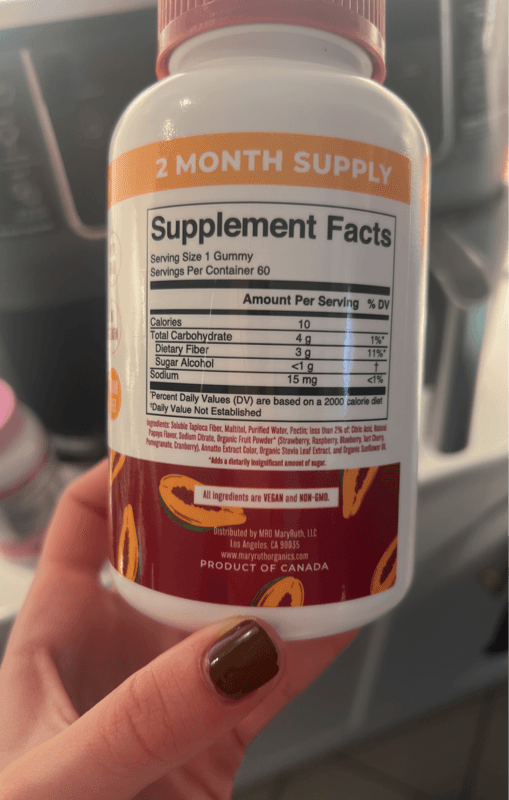 2 MONTH SUPPLY
Supplement Facts
Serving Size 1 Gummy
Servings Per Container 60
Amount Per Serving % DV
Calories 10
Total Carbohydrate 4 g 1%*
Dietary Fiber 3 g 11%*
Sugar Alcohol <1 g †
Sodium 15 mg <1%
*Percent Daily Values (DV) are based on a 2000 calorie diet
†Daily Value Not Established
Ingredients: Soluble Tapioca Fiber, Maltitol, Purified Water, Pectin; less than 2% of: Citric Acid, Natural
Papaya Flavor, Sodium Citrate, Organic Fruit Powder^ (Strawberry, Raspberry, Blueberry, Tart Cherry,
Pomegranate, Cranberry), Annatto Extract Color, Organic Stevia Leaf Extract, and Organic Sunflower Oil.
^Adds a dietarily insignificant amount of sugar.
All ingredients are VEGAN and NON-GMO.
Distributed by MRO MaryRuth, LLC
Los Angeles, CA 90035
www.maryruthorganics.com
PRODUCT OF CANADA